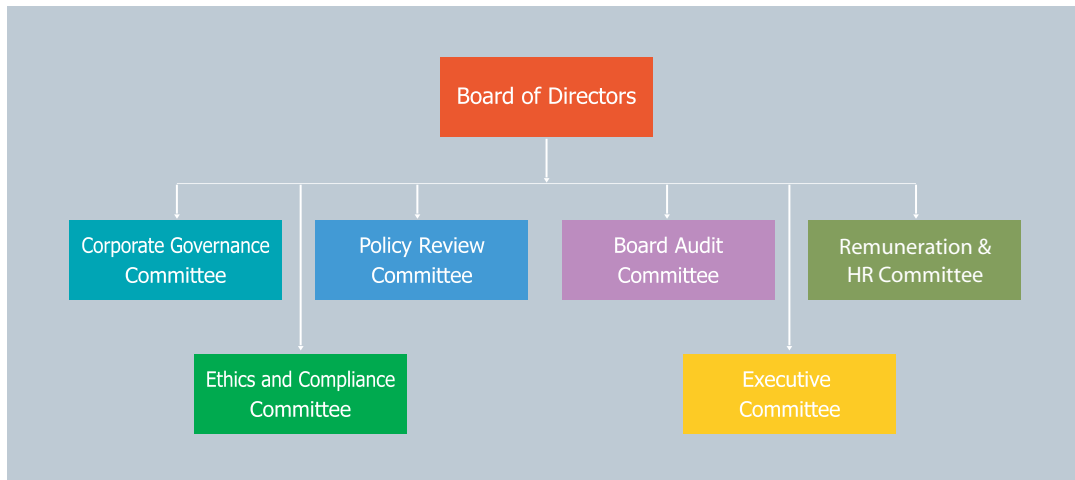 Board of Directors
Corporate Governance
Committee
Policy Review
Committee
Board Audit
Committee
Remuneration &
HR Committee
Ethics and Compliance
Committee
Executive
Committee